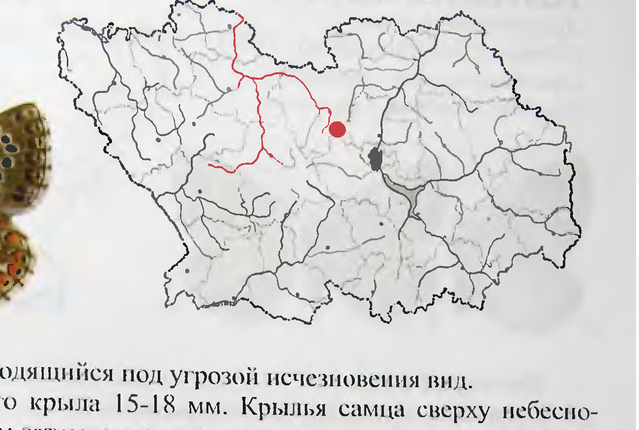 одящийся под угрозой исчезновения вид.
го крыла 15-18 мм. Крылья самца сверху небесно-